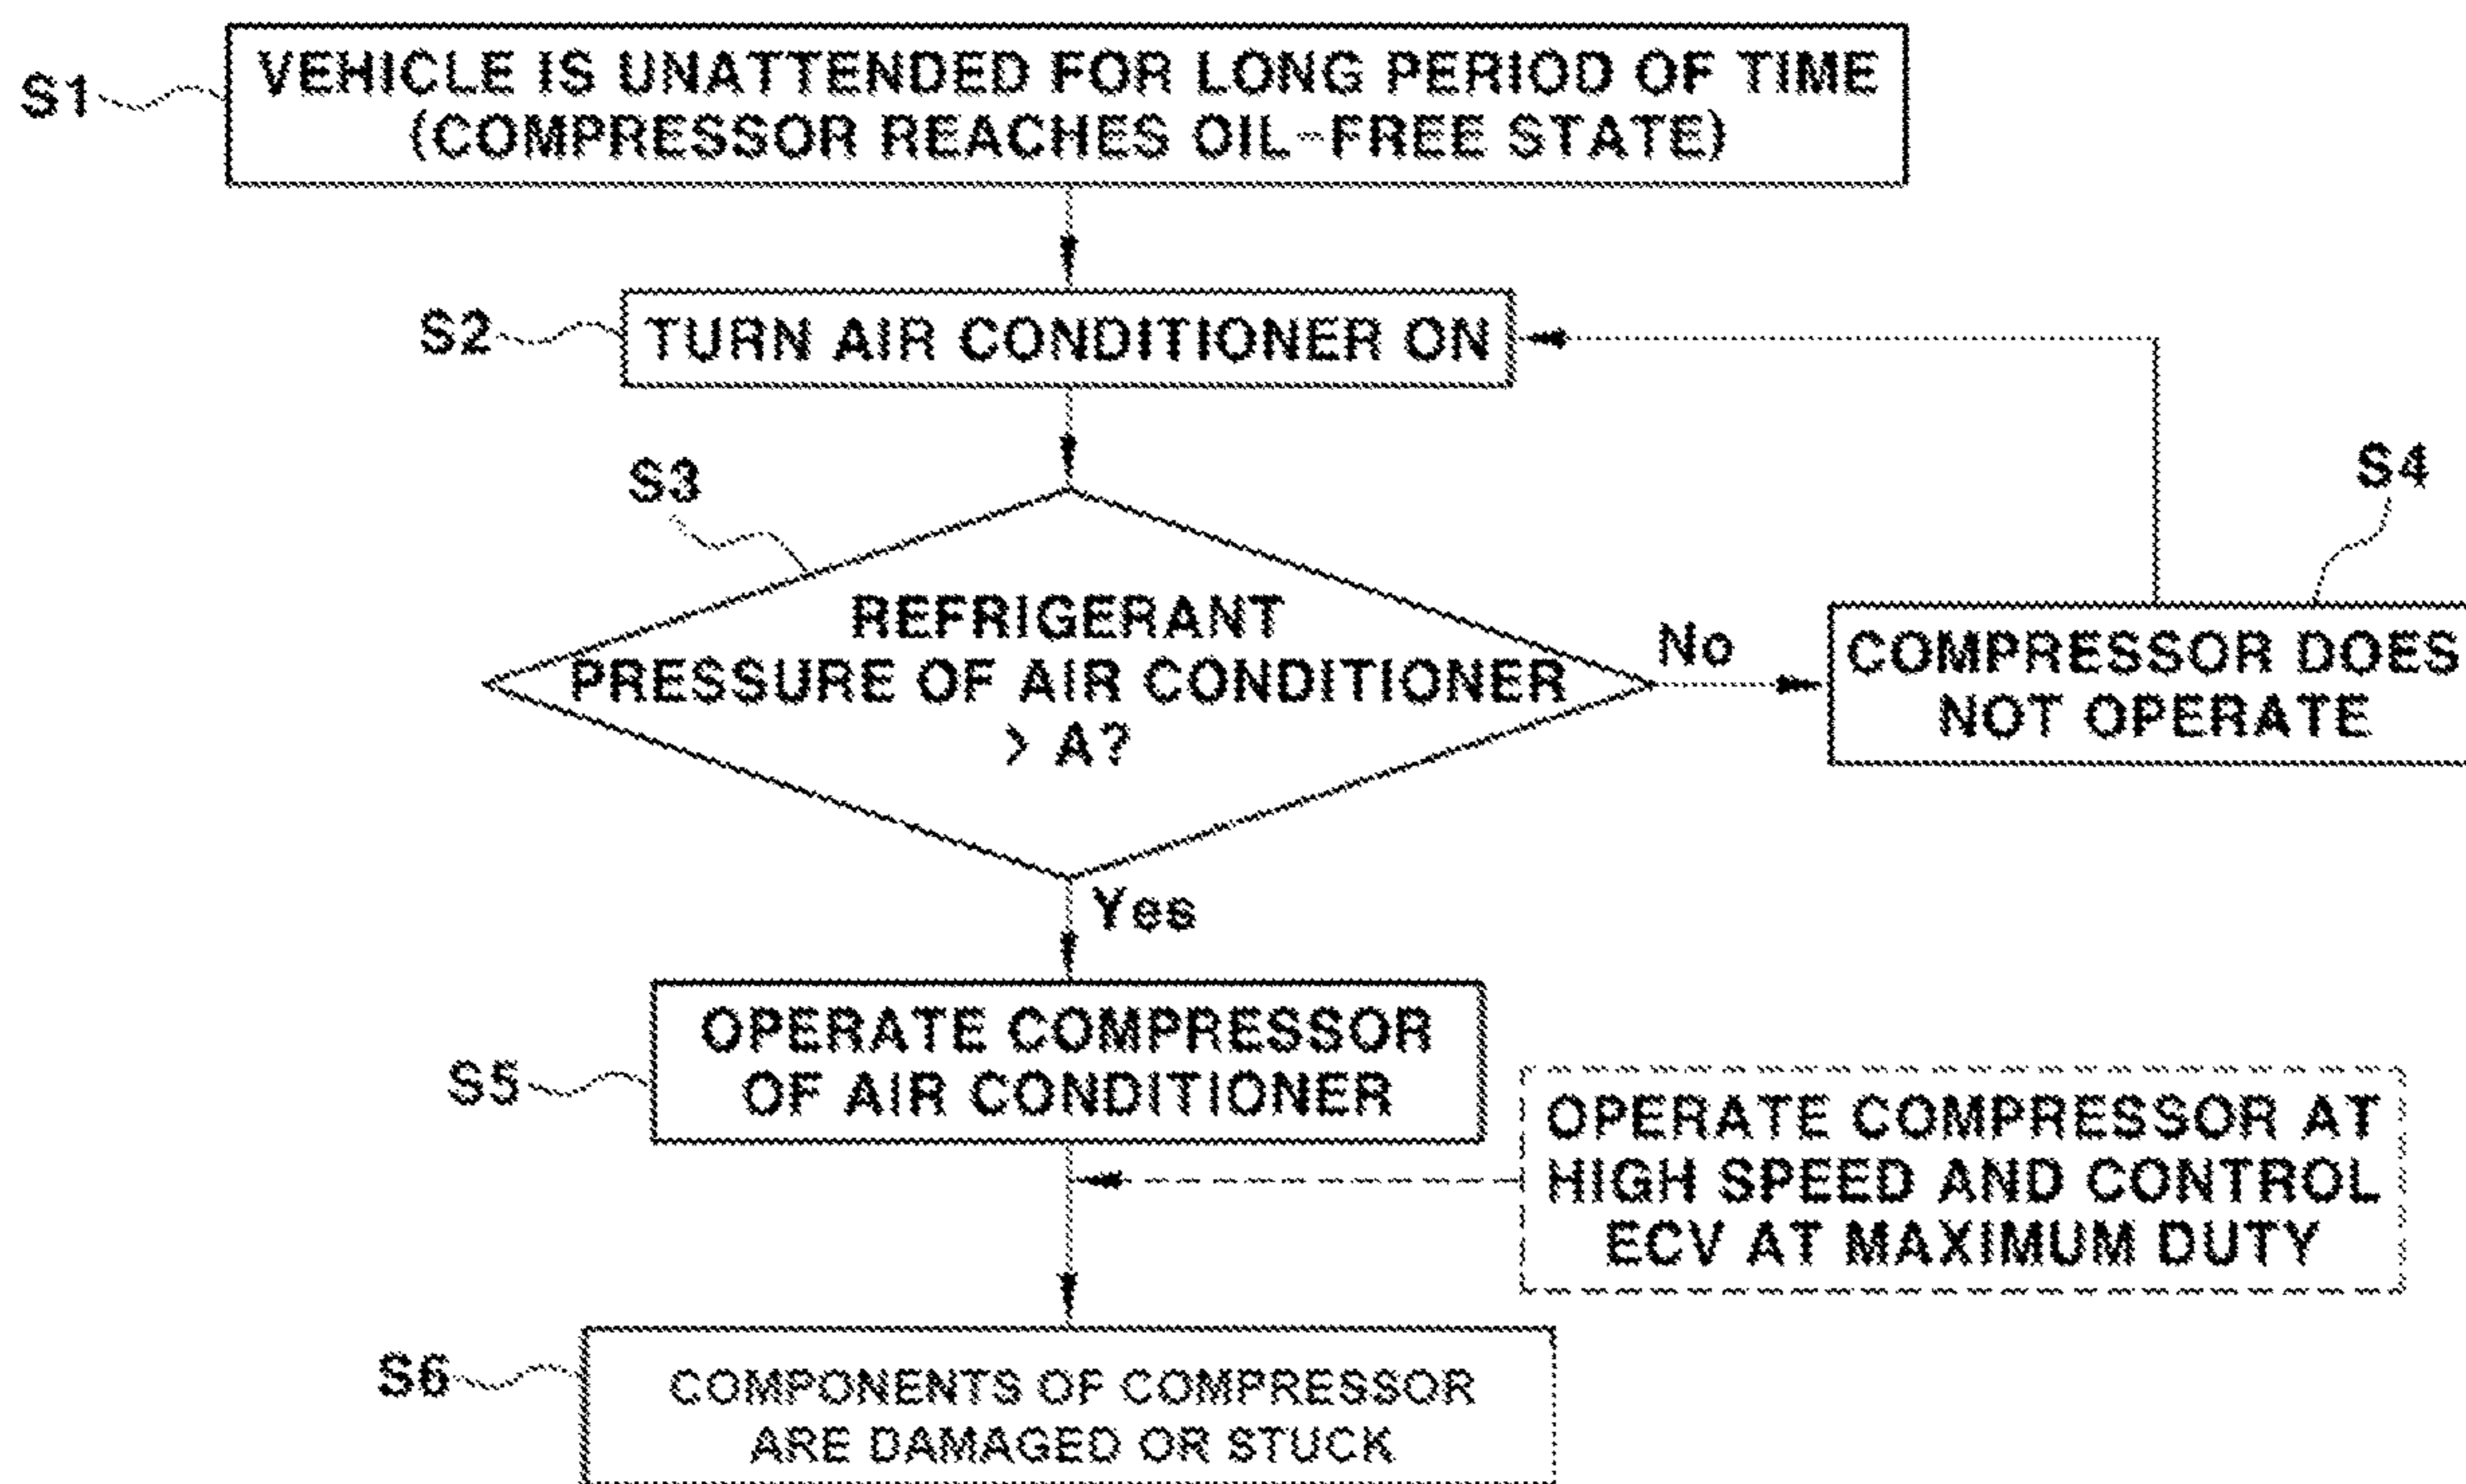 S1
VEHICLE IS UNATTENDED FOR LONG PERIOD OF TIME
(COMPRESSOR REACHES OIL-FREE STATE)
S2
TURN AIR CONDITIONER ON
S3
S4
REFRIGERANT
PRESSURE OF AIR CONDITIONER
> A?
No
COMPRESSOR DOES
NOT OPERATE
Yes
S5
OPERATE COMPRESSOR
OF AIR CONDITIONER
OPERATE COMPRESSOR AT
HIGH SPEED AND CONTROL
ECV AT MAXIMUM DUTY
S6
COMPONENTS OF COMPRESSOR
ARE DAMAGED OR STUCK